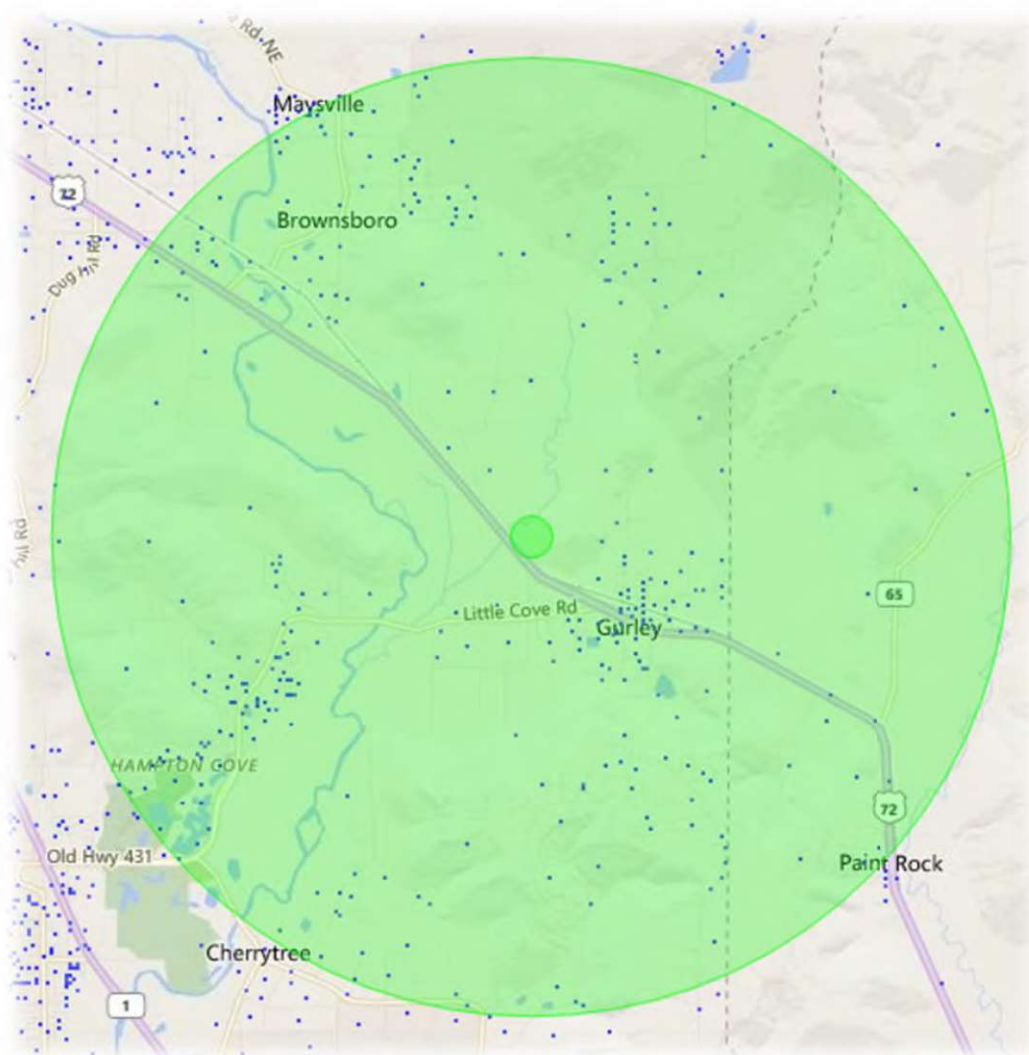 Rd NE
Maysville
72
Brownsboro
Dug Hill Rd
65
Little Cove Rd
Gurley
HAMPTON COVE
72
Old Hwy 431
Paint Rock
Cherrytree
1